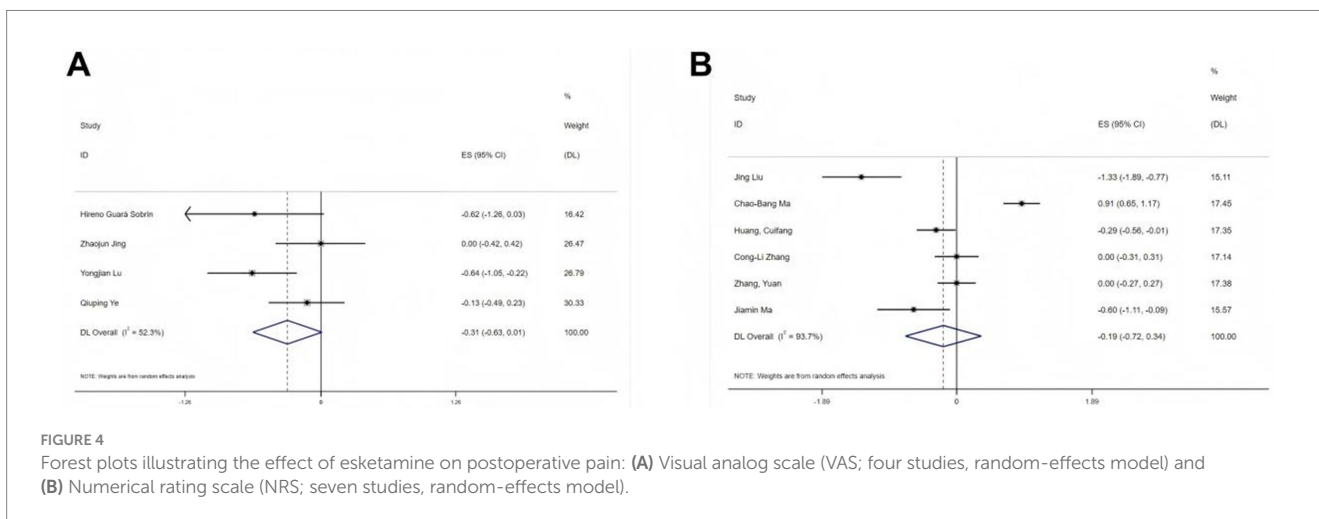 A
%
Study
Weight
ID
ES (95% CI)
(DL)
Hireno Guará Sobrin
-0.62 (-1.26, 0.03)
16.42
Zhaojun Jing
0.00 (-0.42, 0.42)
26.47
Yongjian Lu
-0.64 (-1.05, -0.22)
26.79
Qiuping Ye
-0.13 (-0.49, 0.23)
30.33
DL Overall (I² = 52.3%)
-0.31 (-0.63, 0.01)
100.00
NOTE: Weights are from random effects analysis
-1.26
0
1.26
B
%
Study
Weight
ID
ES (95% CI)
(DL)
Jing Liu
-1.33 (-1.89, -0.77)
15.11
Chao-Bang Ma
0.91 (0.65, 1.17)
17.45
Huang, Cuifang
-0.29 (-0.56, -0.01)
17.35
Cong-Li Zhang
0.00 (-0.31, 0.31)
17.14
Zhang, Yuan
0.00 (-0.27, 0.27)
17.38
Jiamin Ma
-0.60 (-1.11, -0.09)
15.57
DL Overall (I² = 93.7%)
-0.19 (-0.72, 0.34)
100.00
NOTE: Weights are from random effects analysis
-1.89
0
1.89
FIGURE 4
Forest plots illustrating the effect of esketamine on postoperative pain: (A) Visual analog scale (VAS; four studies, random-effects model) and
(B) Numerical rating scale (NRS; seven studies, random-effects model).